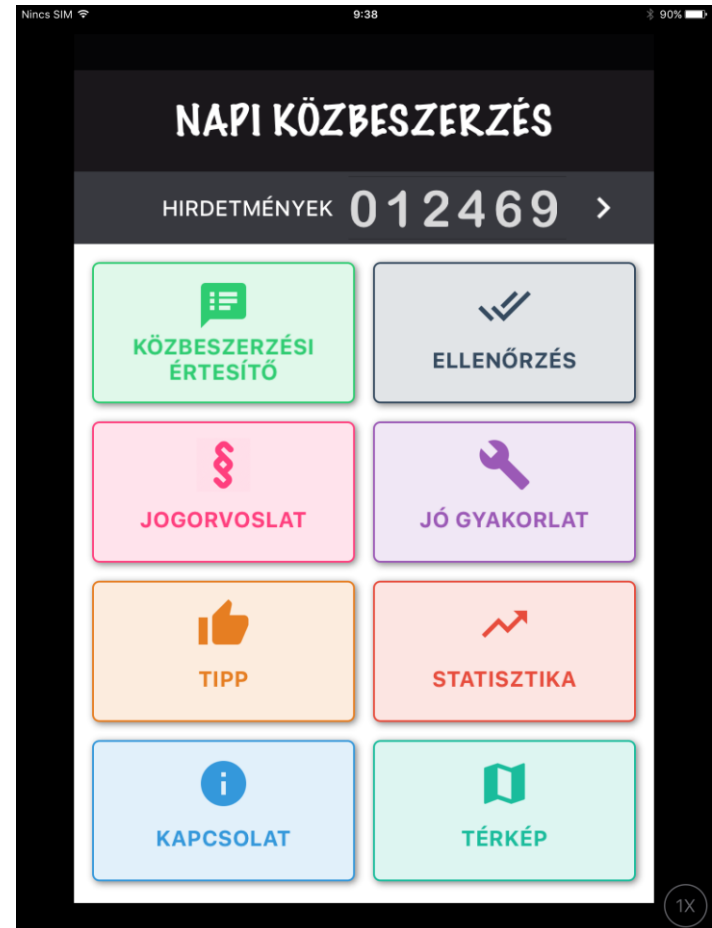 Nincs SIM 9:38 90%
NAPI KÖZBESZERZÉS
HIRDETMÉNYEK 012469
KÖZBESZERZÉSI
ÉRTESÍTŐ
ELLENŐRZÉS
§
JOGORVOSLAT
JÓ GYAKORLAT
TIPP
STATISZTIKA
KAPCSOLAT
TÉRKÉP
1X